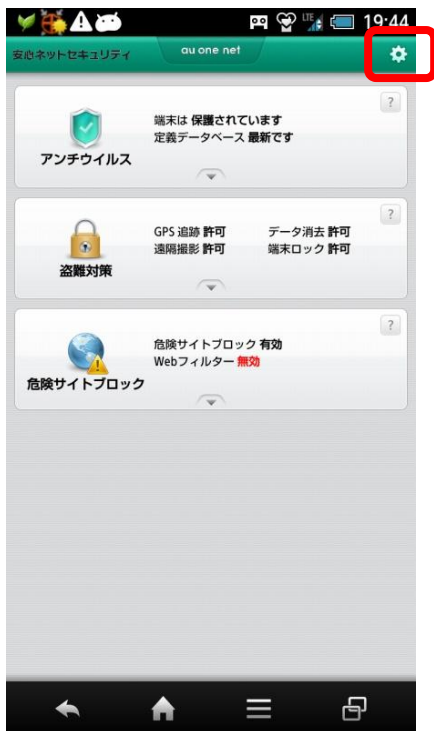 LTE 19:44
安心ネットセキュリティ au one net
?
端末は 保護されています
定義データベース 最新です
アンチウイルス
?
GPS 追跡 許可 データ消去 許可
遠隔撮影 許可 端末ロック 許可
盗難対策
?
危険サイトブロック 有効
Webフィルター 無効
危険サイトブロック